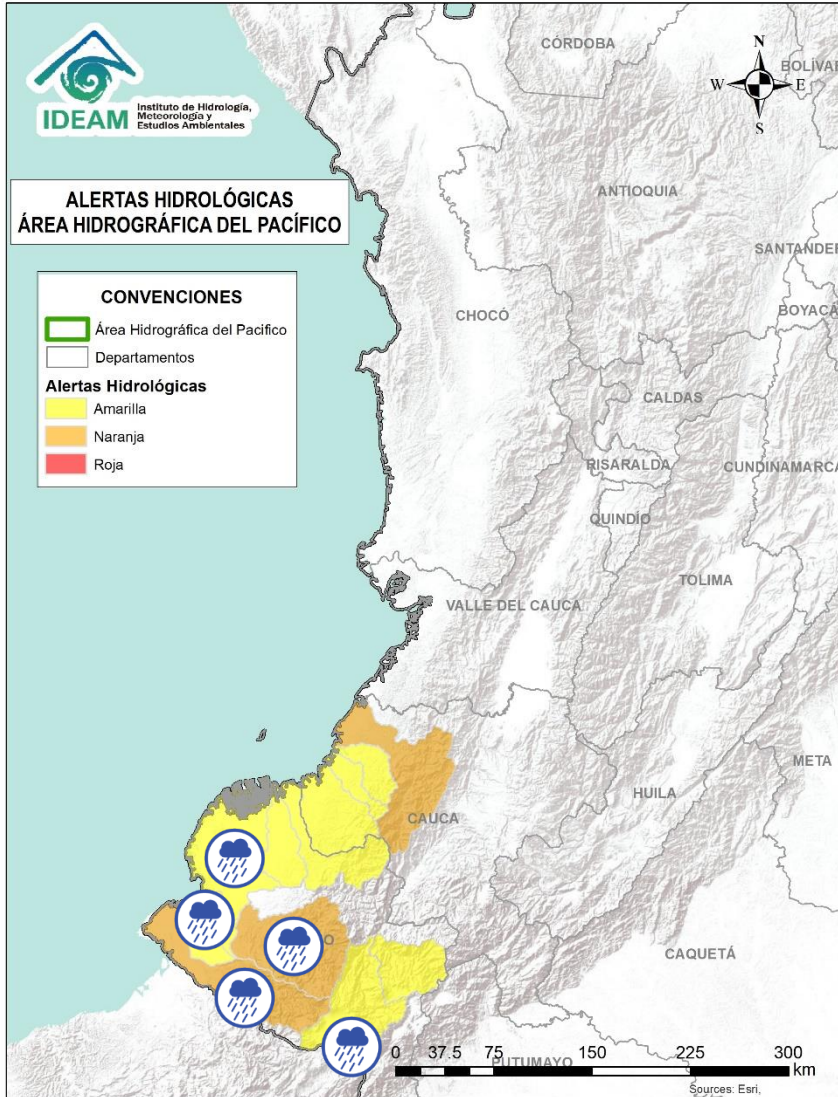 IDEAM
Instituto de Hidrología,
Meteorología y
Estudios Ambientales
ALERTAS HIDROLÓGICAS
ÁREA HIDROGRÁFICA DEL PACÍFICO
CONVENCIONES
Área Hidrográfica del Pacifico
Departamentos
Alertas Hidrológicas
Amarilla
Naranja
Roja
N
W
E
S
CÓRDOBA
BOLÍVAR
ANTIOQUIA
SANTANDER
BOYACÁ
CHOCÓ
CALDAS
RISARALDA
CUNDINAMARCA
QUINDÍO
TOLIMA
VALLE DEL CAUCA
META
HUILA
CAUCA
O
CAQUETÁ
PUTUMAYO
0 37.5 75 150 225 300
km
Sources: Esri,